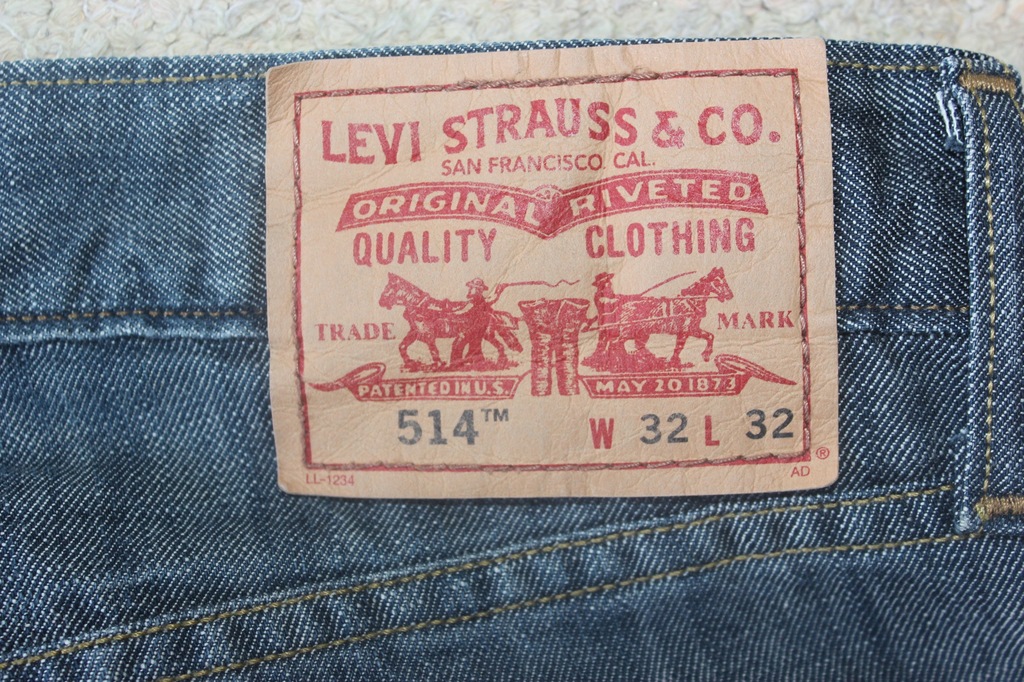 LEVI STRAUSS & CO.
SAN FRANCISCO, CAL.
ORIGINAL RIVETED
QUALITY CLOTHING
TRADE MARK
PATENTED IN U.S. MAY 20 1873
514™ W 32 L 32
LL-1234 AD ®